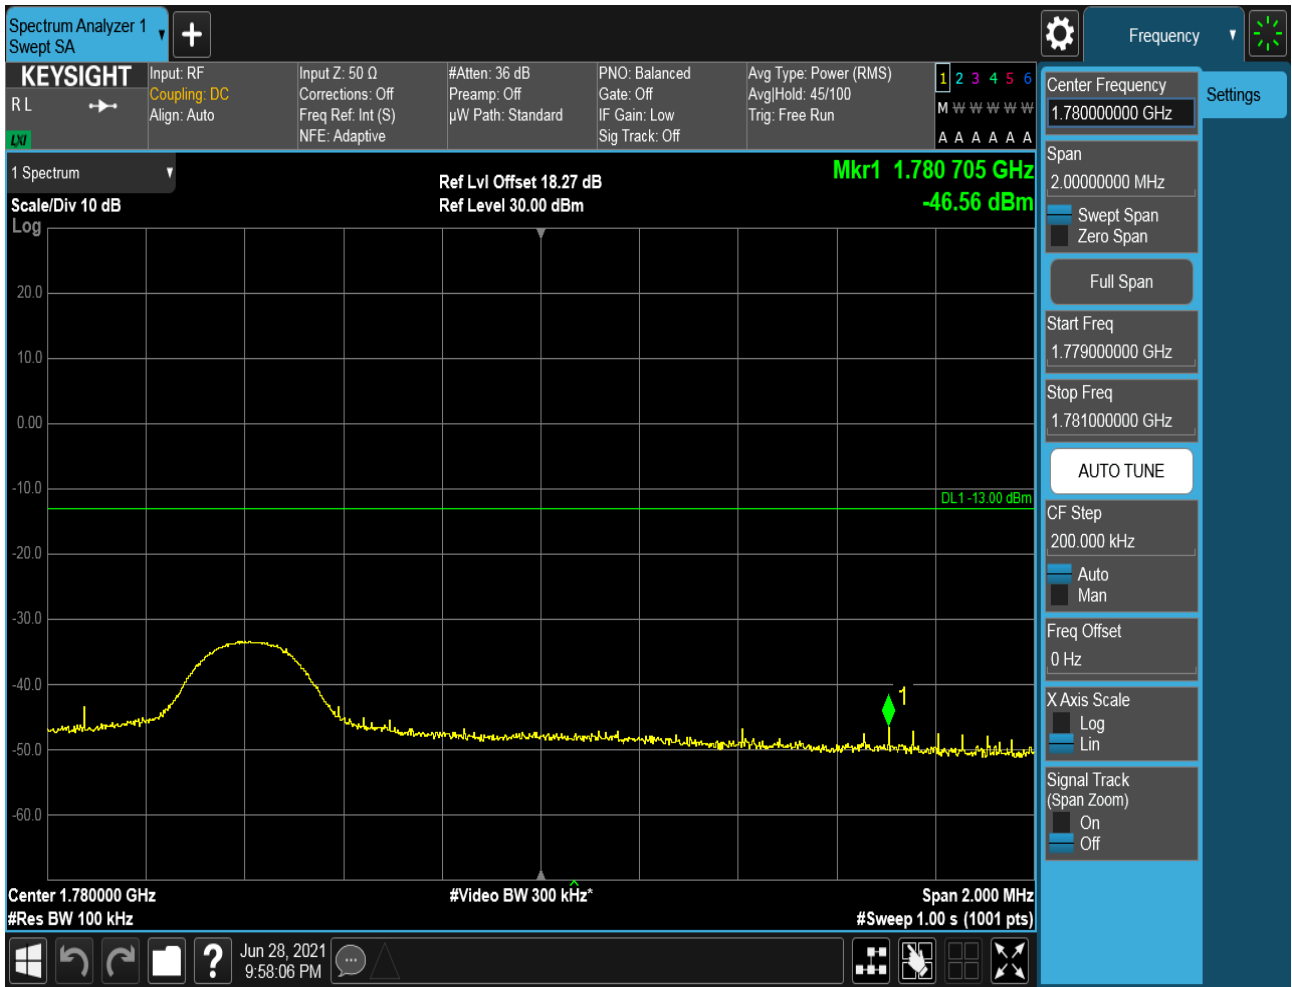 Spectrum Analyzer 1
Swept SA
Frequency
KEYSIGHT
R L
LXI
Input: RF
Coupling: DC
Align: Auto
Input Z: 50 Ω
Corrections: Off
Freq Ref: Int (S)
NFE: Adaptive
#Atten: 36 dB
Preamp: Off
µW Path: Standard
PNO: Balanced
Gate: Off
IF Gain: Low
Sig Track: Off
Avg Type: Power (RMS)
Avg|Hold: 45/100
Trig: Free Run
1 2 3 4 5 6
M W W W W W
A A A A A A
1 Spectrum
Scale/Div 10 dB
Log
Ref Lvl Offset 18.27 dB
Ref Level 30.00 dBm
Mkr1 1.780 705 GHz
-46.56 dBm
20.0
10.0
0.00
-10.0
DL1 -13.00 dBm
-20.0
-30.0
-40.0
1
-50.0
-60.0
Center 1.780000 GHz
#Video BW 300 kHz*
Span 2.000 MHz
#Res BW 100 kHz
#Sweep 1.00 s (1001 pts)
Jun 28, 2021
9:58:06 PM
Center Frequency
1.780000000 GHz
Settings
Span
2.00000000 MHz
Swept Span
Zero Span
Full Span
Start Freq
1.779000000 GHz
Stop Freq
1.781000000 GHz
AUTO TUNE
CF Step
200.000 kHz
Auto
Man
Freq Offset
0 Hz
X Axis Scale
Log
Lin
Signal Track
(Span Zoom)
On
Off